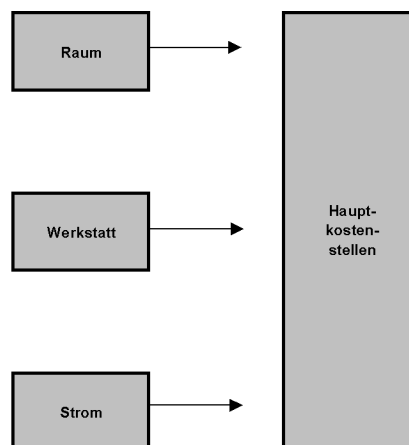 Raum
Werkstatt
Haupt-
kosten-
stellen
Strom